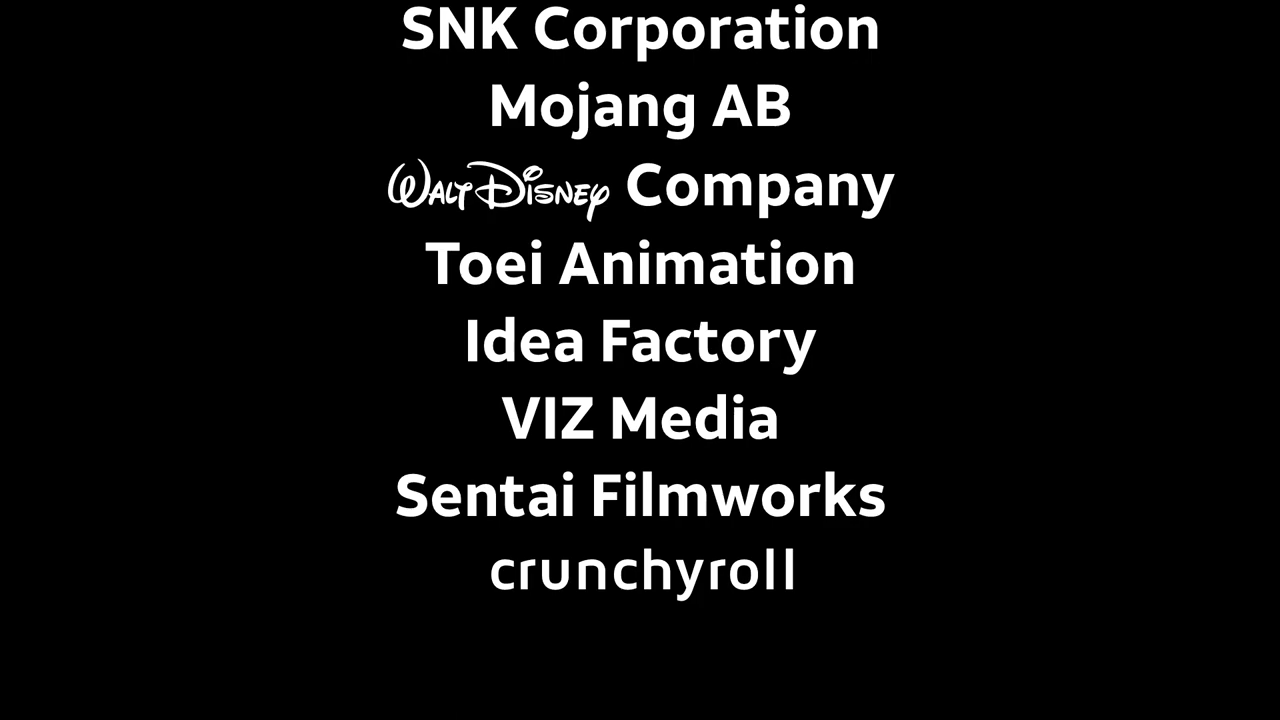 SNK Corporation
Mojang AB
WALT DISNEY Company
Toei Animation
Idea Factory
VIZ Media
Sentai Filmworks
crunchyroll